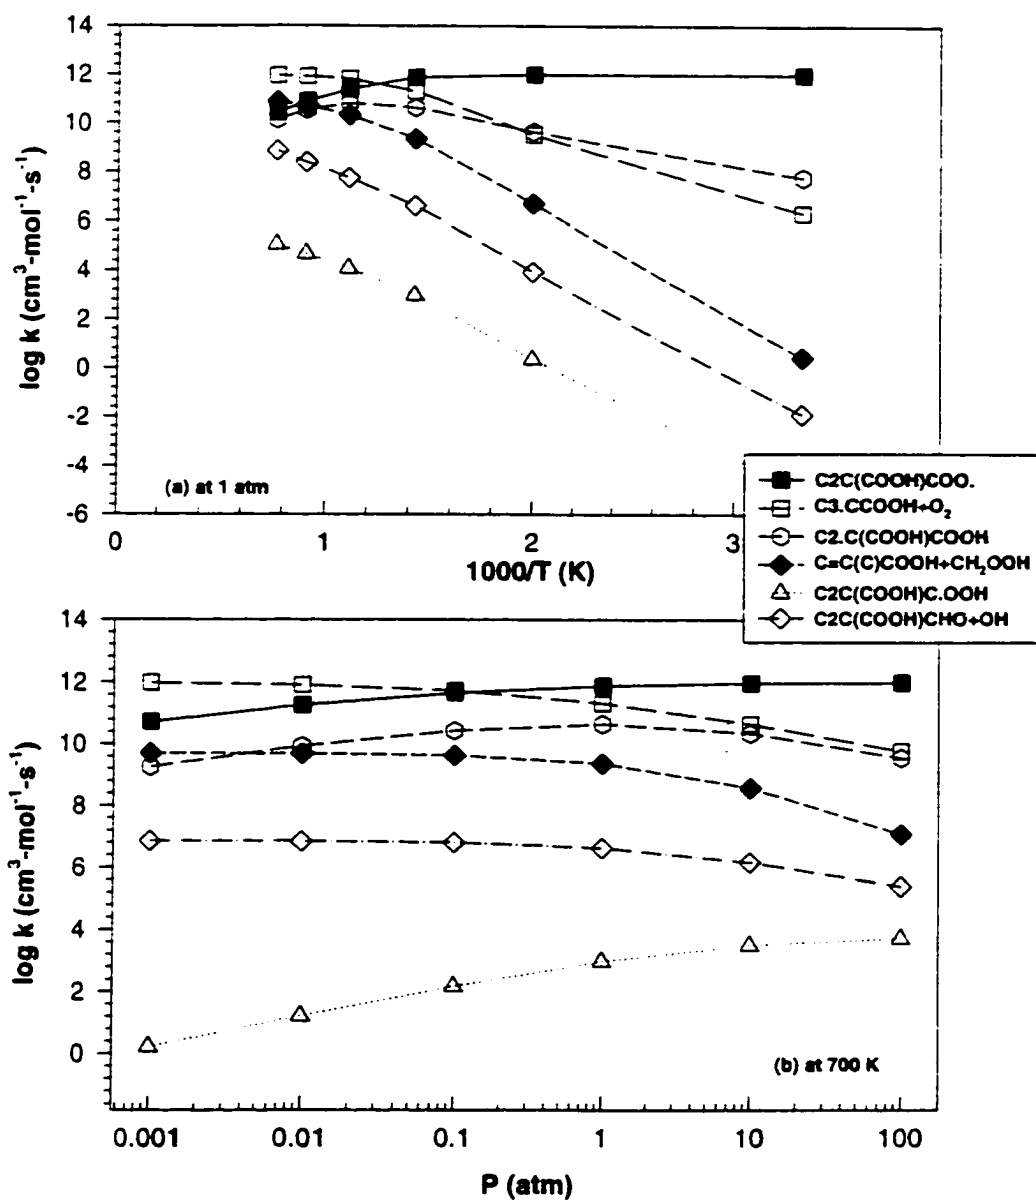 14
12
10
8
6
4
2
0
-2
-4
-6
log k (cm³-mol⁻¹-s⁻¹)
(a) at 1 atm
0 1 2 3
1000/T (K)
C2C(COOH)COO.
C3.CCOOH+O₂
C2.C(COOH)COOH
C=C(C)COOH+CH₂OOH
C2C(COOH)C.OOH
C2C(COOH)CHO+OH
14
12
10
8
6
4
2
0
log k (cm³-mol⁻¹-s⁻¹)
(b) at 700 K
0.001 0.01 0.1 1 10 100
P (atm)